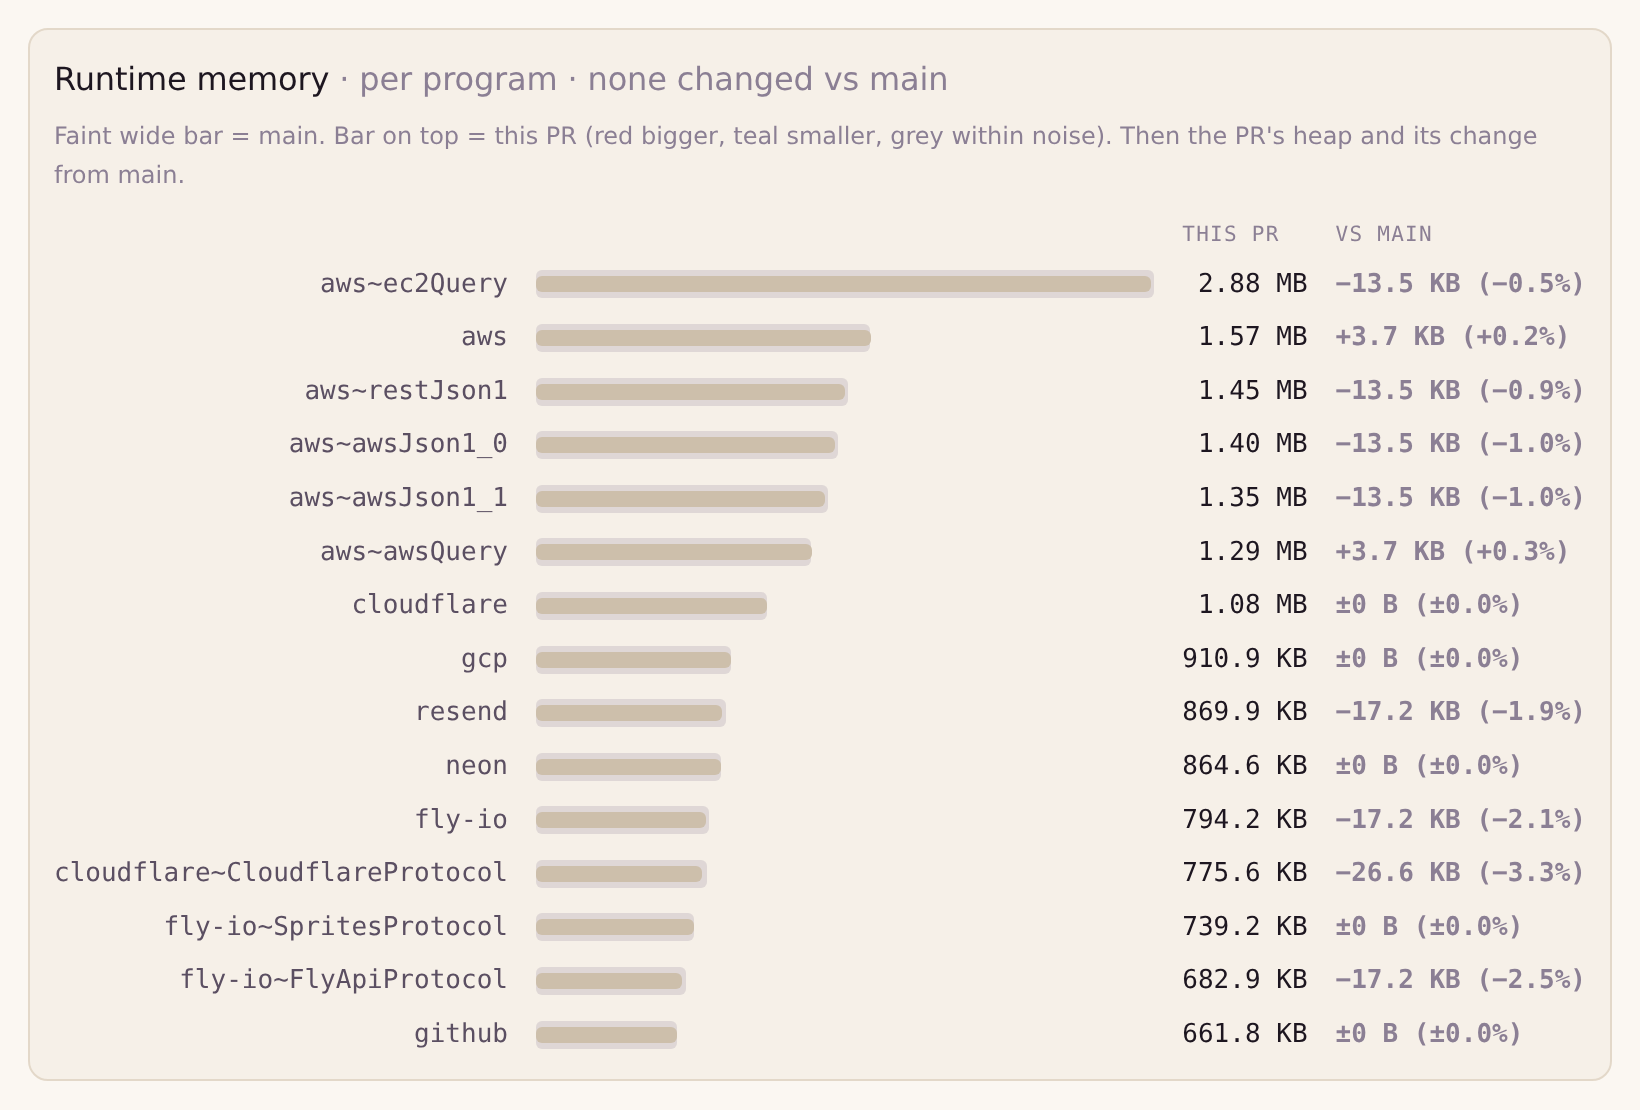 Runtime memory · per program · none changed vs main
Faint wide bar = main. Bar on top = this PR (red bigger, teal smaller, grey within noise). Then the PR's heap and its change
from main.
THIS PR VS MAIN
aws~ec2Query 2.88 MB −13.5 KB (−0.5%)
aws 1.57 MB +3.7 KB (+0.2%)
aws~restJson1 1.45 MB −13.5 KB (−0.9%)
aws~awsJson1_0 1.40 MB −13.5 KB (−1.0%)
aws~awsJson1_1 1.35 MB −13.5 KB (−1.0%)
aws~awsQuery 1.29 MB +3.7 KB (+0.3%)
cloudflare 1.08 MB ±0 B (±0.0%)
gcp 910.9 KB ±0 B (±0.0%)
resend 869.9 KB −17.2 KB (−1.9%)
neon 864.6 KB ±0 B (±0.0%)
fly-io 794.2 KB −17.2 KB (−2.1%)
cloudflare~CloudflareProtocol 775.6 KB −26.6 KB (−3.3%)
fly-io~SpritesProtocol 739.2 KB ±0 B (±0.0%)
fly-io~FlyApiProtocol 682.9 KB −17.2 KB (−2.5%)
github 661.8 KB ±0 B (±0.0%)